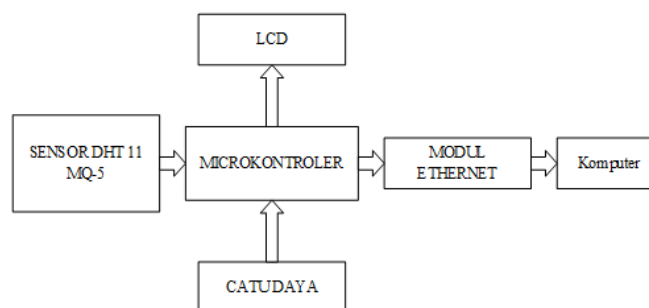 LCD
SENSOR DHT 11
MQ-5
MICROKONTROLER
MODUL
ETHERNET
Komputer
CATUDAYA